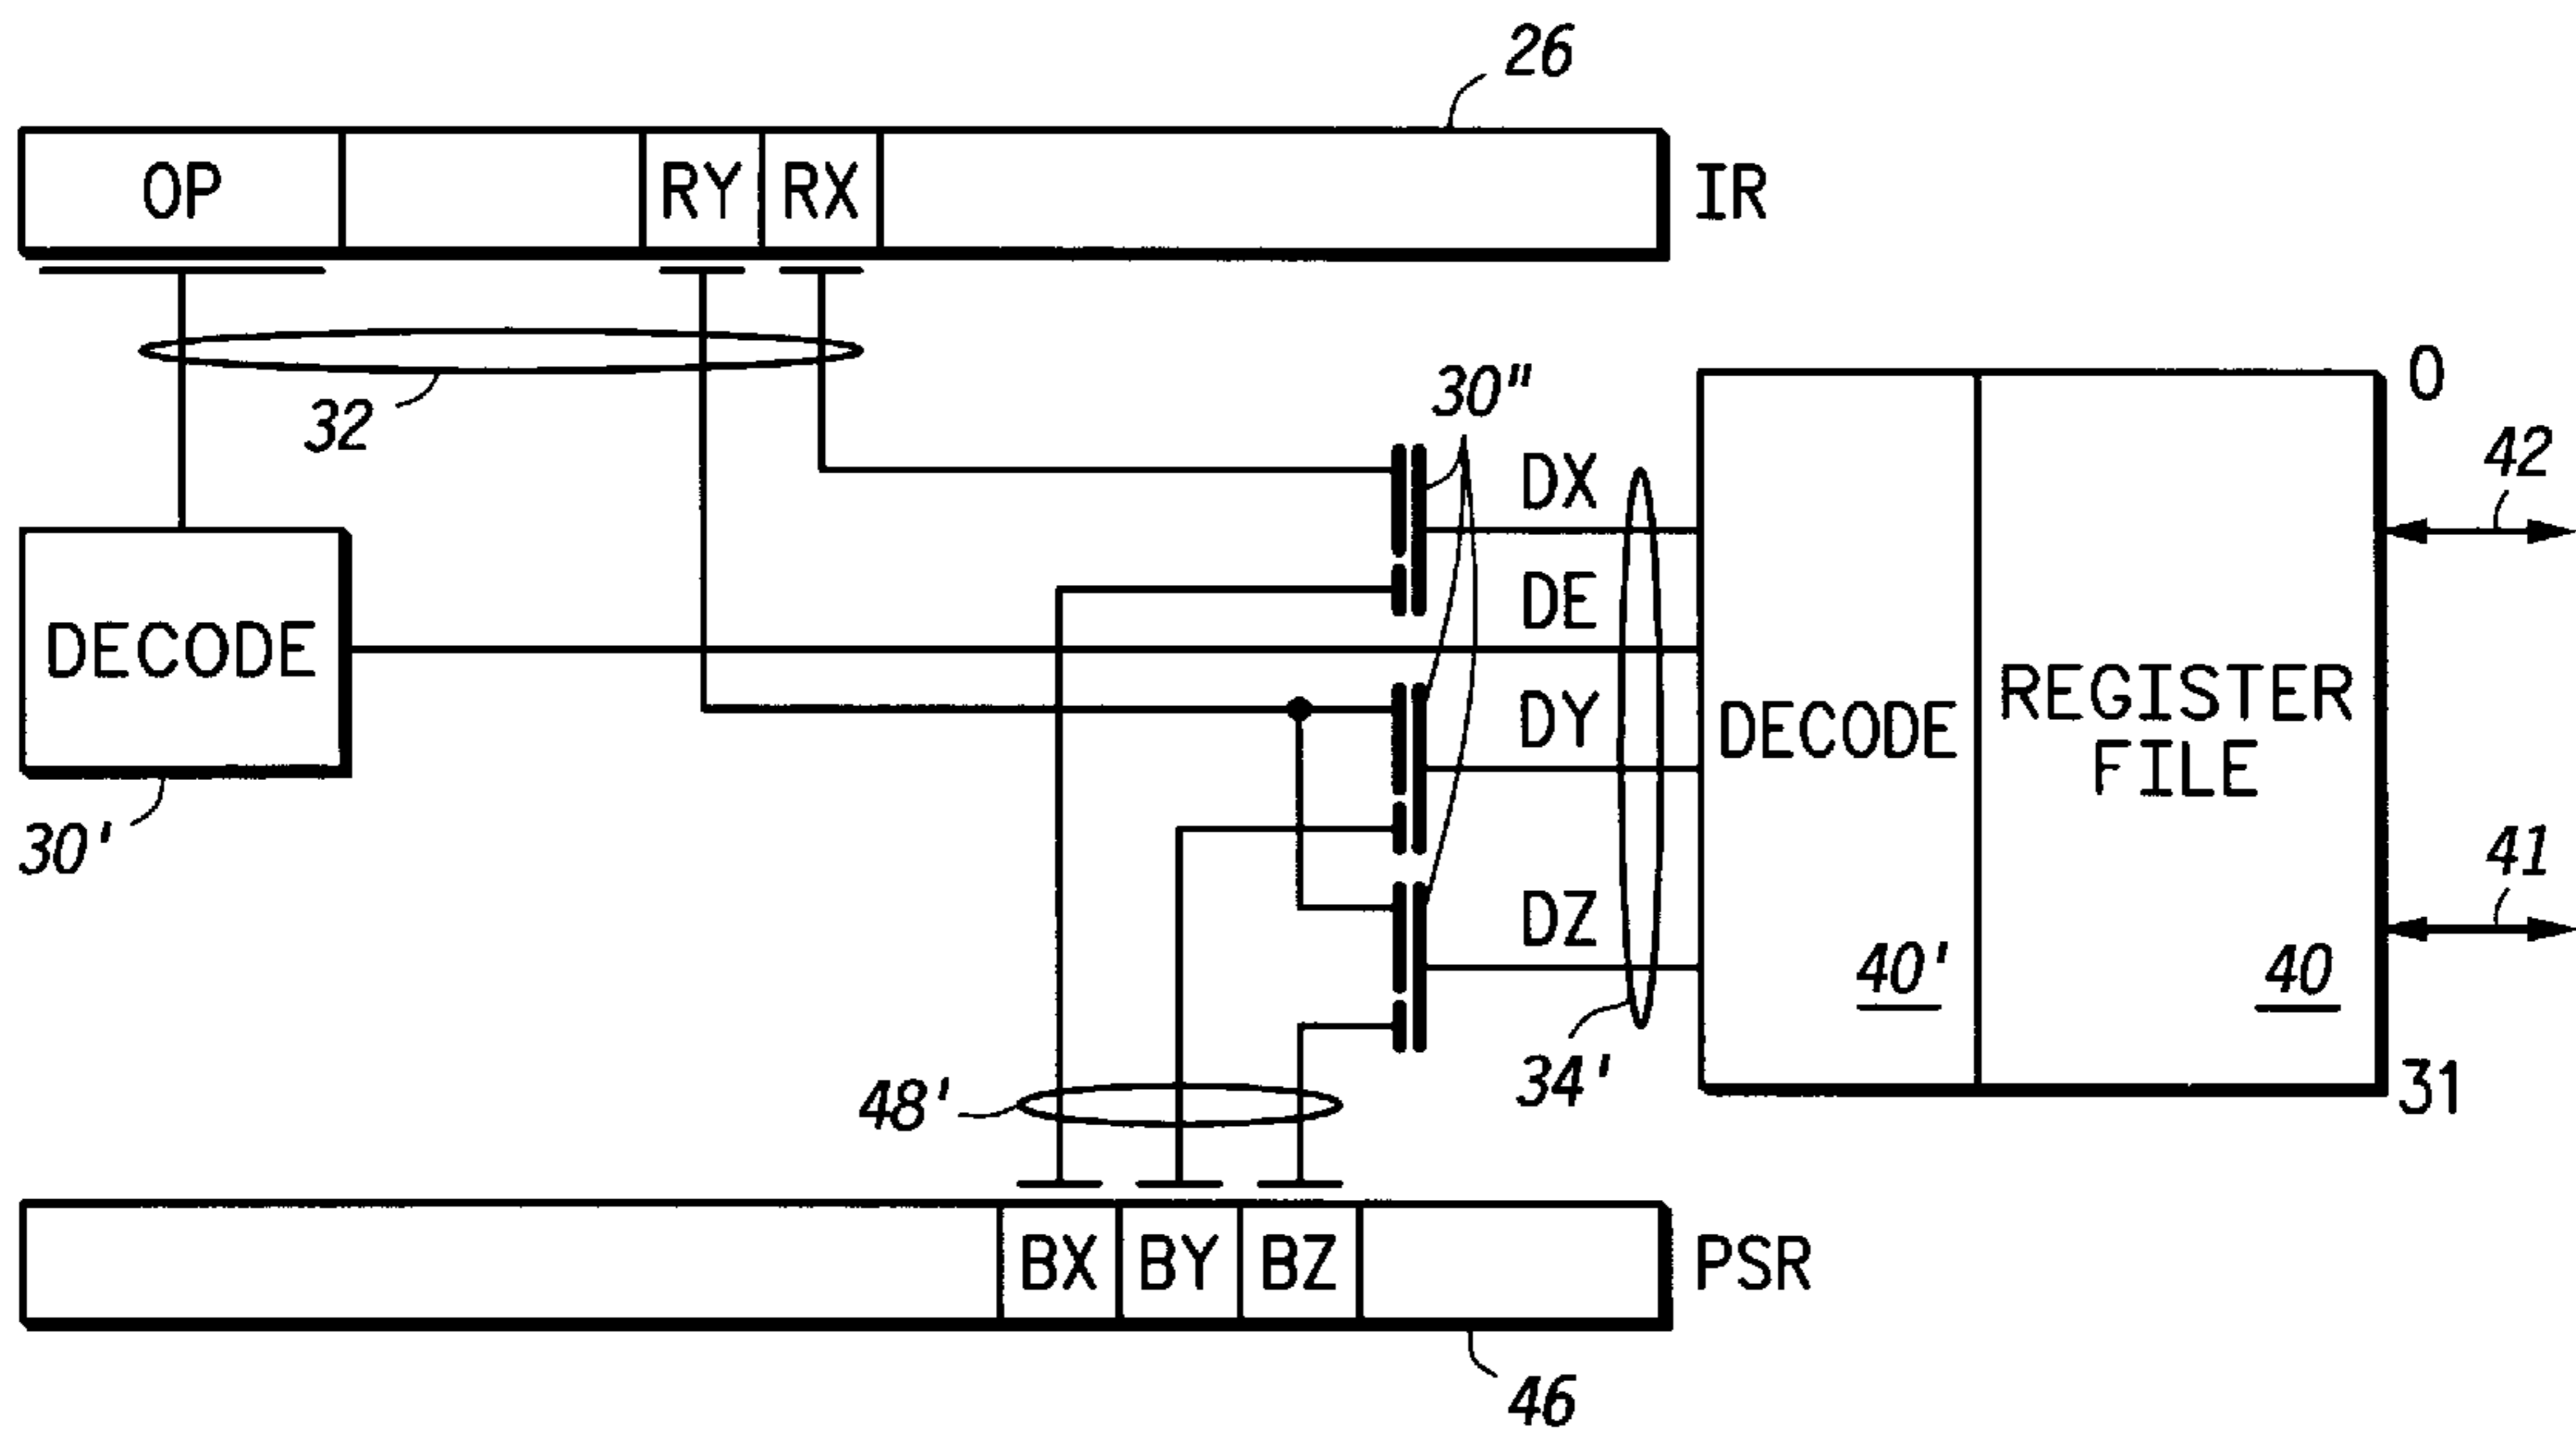 26
OP RY RX IR
32
30"
0
DX
42
DE
DECODE
30'
DY
DECODE
REGISTER
FILE
41
DZ
40'
40
34'
31
48'
BX BY BZ PSR
46